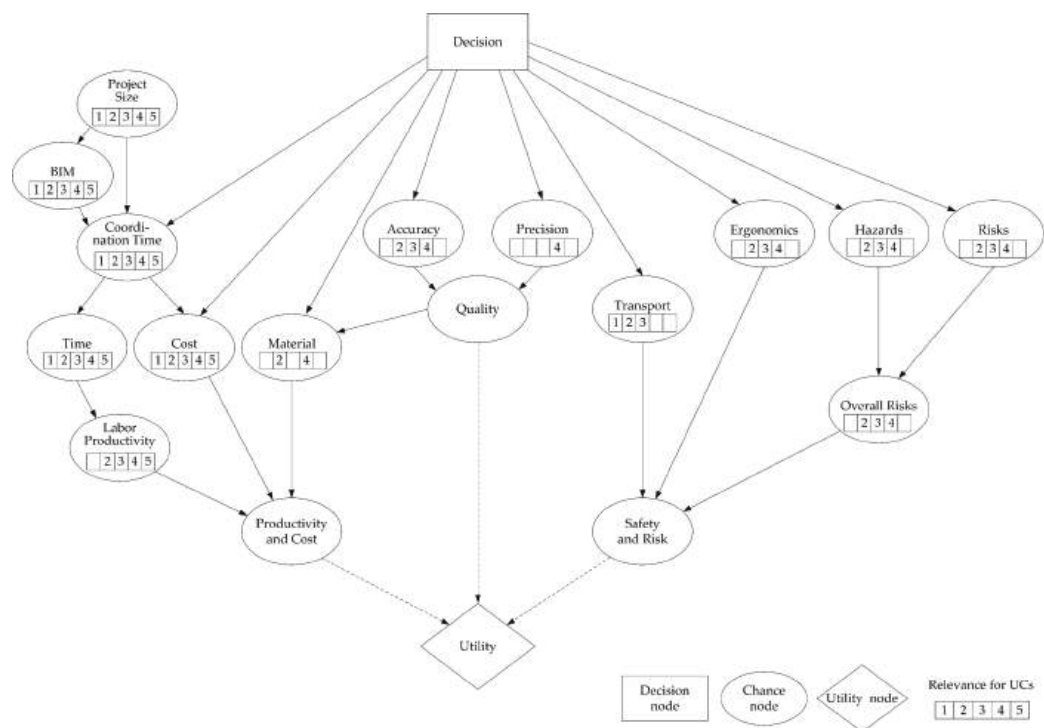 Decision
Project
Size
1 2 3 4 5
BIM
1 2 3 4 5
Coordi-
nation Time
1 2 3 4 5
Accuracy
2 3 4
Precision
4
Ergonomics
2 3 4
Hazards
2 3 4
Risks
2 3 4
Quality
Transport
1 2 3
Time
1 2 3 4 5
Cost
1 2 3 4 5
Material
2 4
Overall Risks
2 3 4
Labor
Productivity
2 3 4 5
Productivity
and Cost
Safety
and Risk
Utility
Decision
node
Chance
node
Utility node
Relevance for UCs
1 2 3 4 5